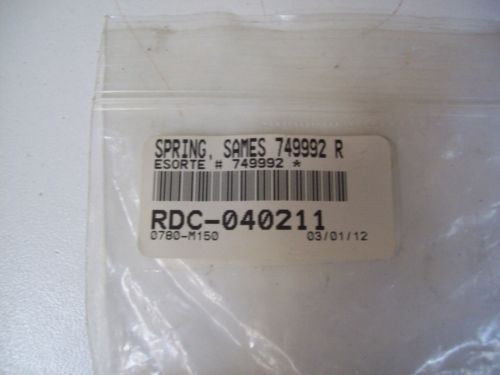 SPRING, SAMES 749992 R
ESORTE # 749992 *
RDC-040211
0780-M150 03/01/12